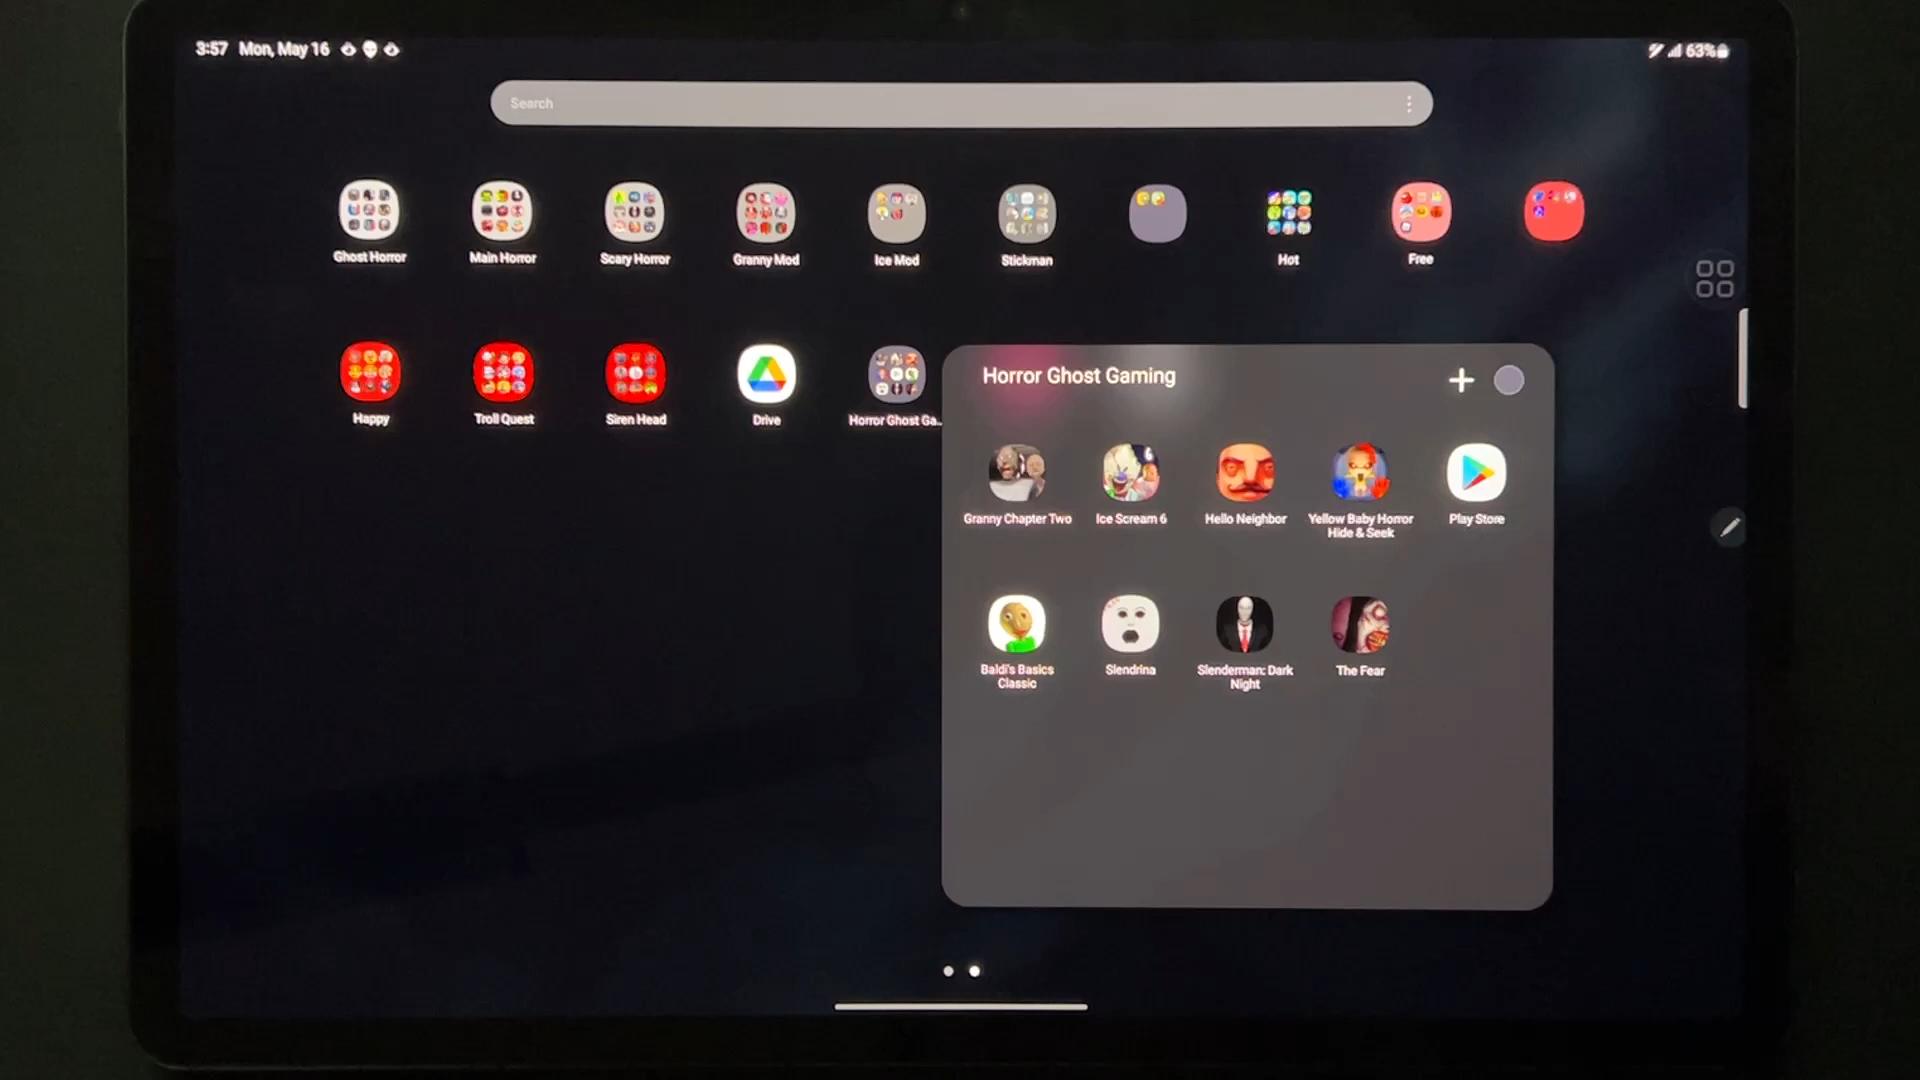 3:57 Mon, May 16
63%
Search
Ghost Horror
Main Horror
Scary Horror
Granny Mod
Ice Mod
Stickman
Hot
Free
Happy
Troll Quest
Siren Head
Drive
Horror Ghost Ga..
Horror Ghost Gaming
Granny Chapter Two
Ice Scream 6
Hello Neighbor
Yellow Baby Horror
Hide & Seek
Play Store
6
Baldi's Basics
Classic
Slendrina
Slenderman: Dark
Night
The Fear